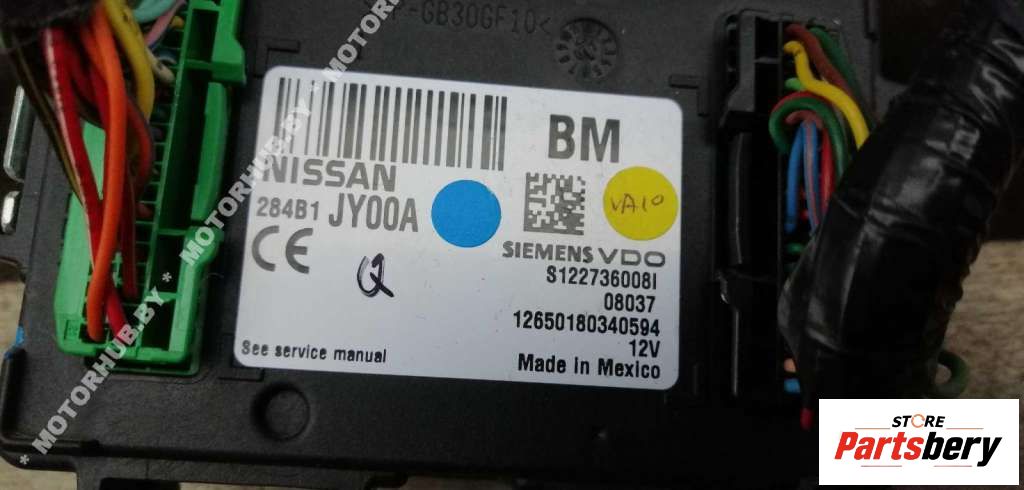 P-GB30GF10<
BM
NISSAN
284B1 JY00A
VA10
CE
SIEMENS VDO
S122736008I
08037
Q
12650180340594
12V
See service manual
Made in Mexico
* MOTORHUB.BY * MOTORHUB.BY * MOTORHUB.BY *
STORE
Partsbery